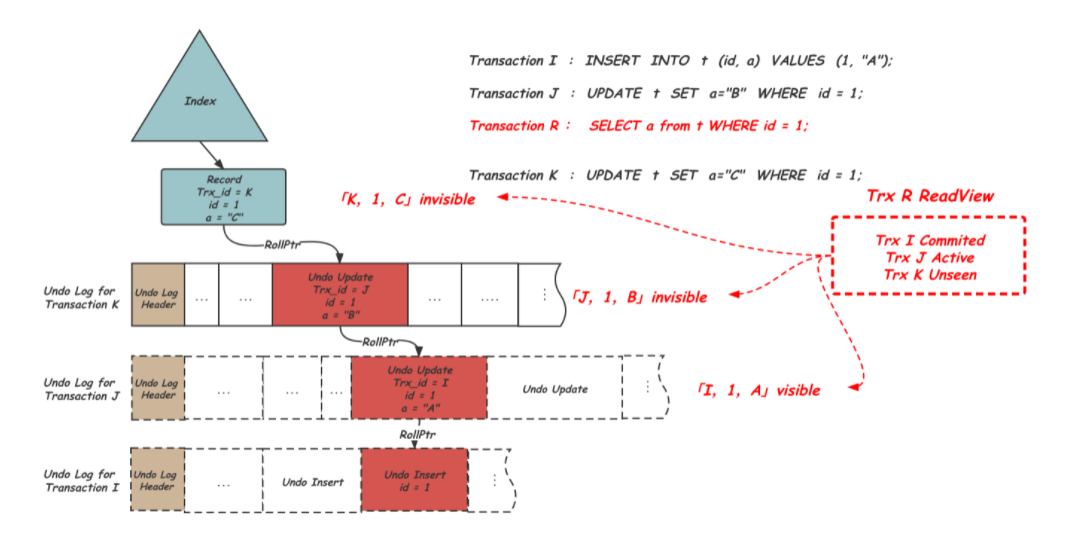 Index
Transaction I : INSERT INTO t (id, a) VALUES (1, "A");
Transaction J : UPDATE t SET a="B" WHERE id = 1;
Transaction R : SELECT a from t WHERE id = 1;
Transaction K : UPDATE t SET a="C" WHERE id = 1;
Record
Trx_id = K
id = 1
a = "C"
「K, 1, C」invisible
Trx R ReadView
Trx I Commited
Trx J Active
Trx K Unseen
RollPtr
Undo Log for
Transaction K
Undo Log
Header
...
...
Undo Update
Trx_id = J
id = 1
a = "B"
...
....
⋮
「J, 1, B」invisible
RollPtr
Undo Log for
Transaction J
Undo Log
Header
...
...
...
Undo Update
Trx_id = I
id = 1
a = "A"
Undo Update
⋮
「I, 1, A」visible
RollPtr
Undo Log for
Transaction I
Undo Log
Header
...
Undo Insert
Undo Insert
id = 1
⋮